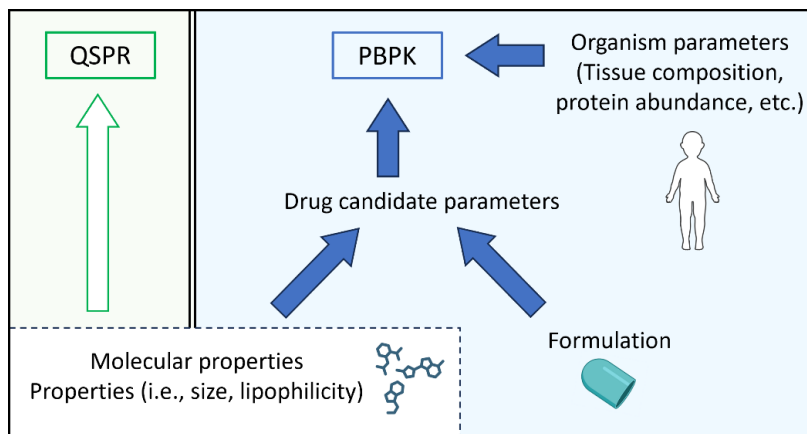 QSPR
PBPK
Organism parameters
(Tissue composition,
protein abundance, etc.)
Drug candidate parameters
Formulation
Molecular properties
Properties (i.e., size, lipophilicity)